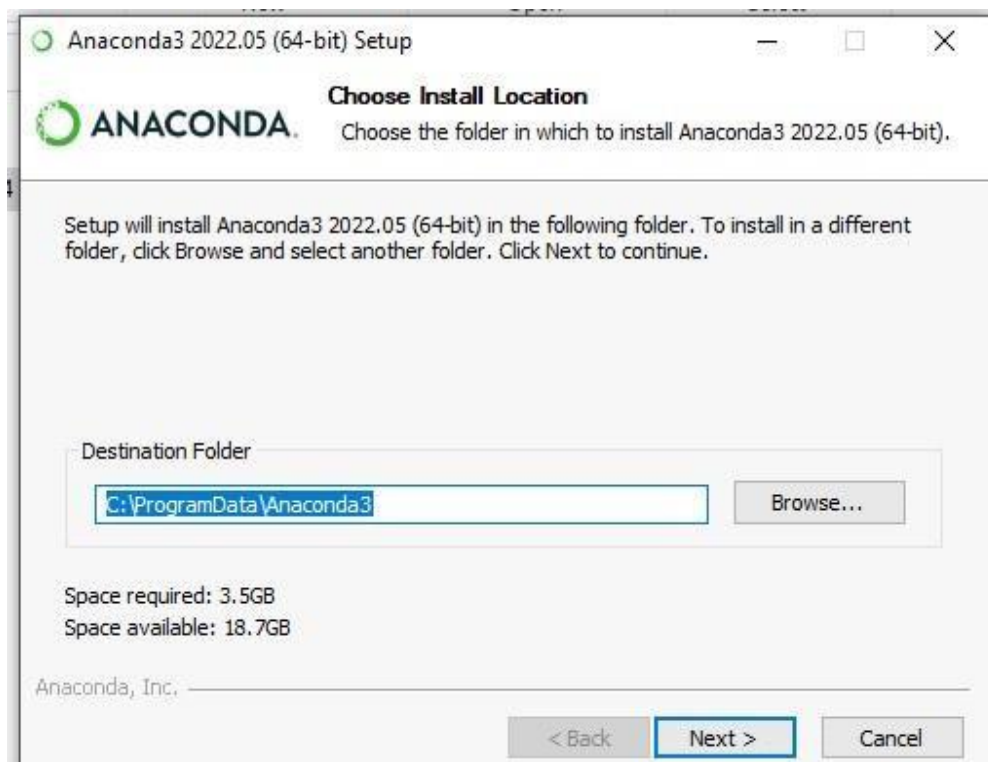 Anaconda3 2022.05 (64-bit) Setup
ANACONDA.
Choose Install Location
Choose the folder in which to install Anaconda3 2022.05 (64-bit).
4
Setup will install Anaconda3 2022.05 (64-bit) in the following folder. To install in a different
folder, click Browse and select another folder. Click Next to continue.
Destination Folder
C:\ProgramData\Anaconda3
Browse...
Space required: 3.5GB
Space available: 18.7GB
Anaconda, Inc.
< Back
Next >
Cancel